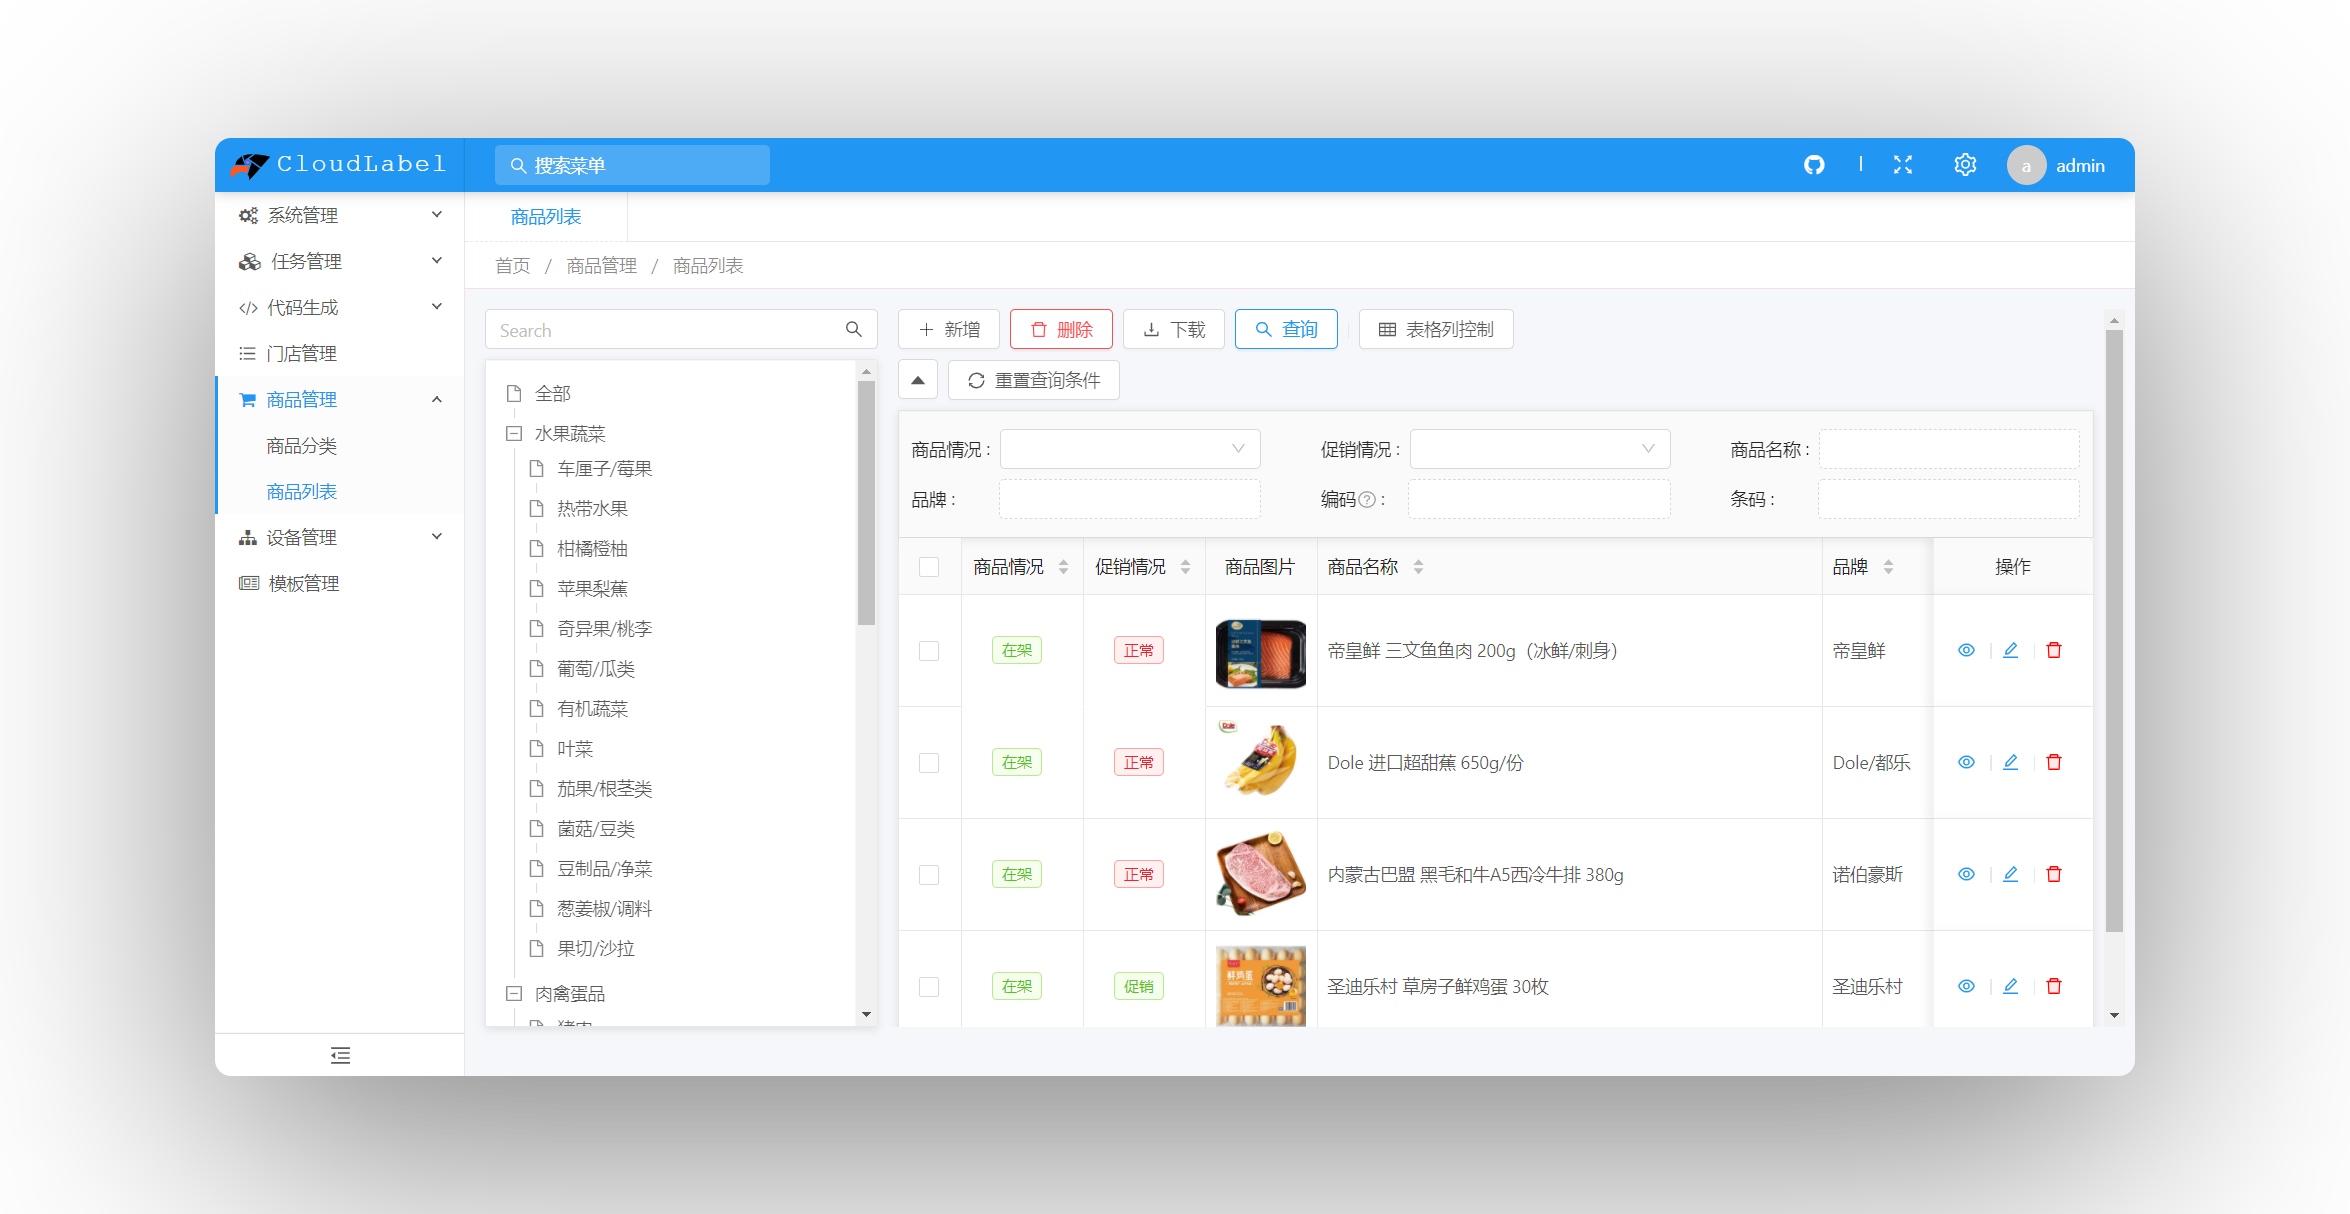 CloudLabel
搜索菜单
a admin
系统管理
任务管理
代码生成
门店管理
商品管理
商品分类
商品列表
设备管理
模板管理
商品列表
首页 / 商品管理 / 商品列表
Search
全部
水果蔬菜
车厘子/莓果
热带水果
柑橘橙柚
苹果梨蕉
奇异果/桃李
葡萄/瓜类
有机蔬菜
叶菜
茄果/根茎类
菌菇/豆类
豆制品/净菜
葱姜椒/调料
果切/沙拉
肉禽蛋品
新增 删除 下载 查询 表格列控制
重置查询条件
商品情况: 促销情况: 商品名称:
品牌: 编码?: 条码:
商品情况 促销情况 商品图片 商品名称 品牌 操作
在架 正常 帝皇鲜 三文鱼鱼肉 200g（冰鲜/刺身） 帝皇鲜
Dole
在架 正常 Dole 进口超甜蕉 650g/份 Dole/都乐
在架 正常 内蒙古巴盟 黑毛和牛A5西冷牛排 380g 诺伯豪斯
鲜鸡蛋
在架 促销 圣迪乐村 草房子鲜鸡蛋 30枚 圣迪乐村